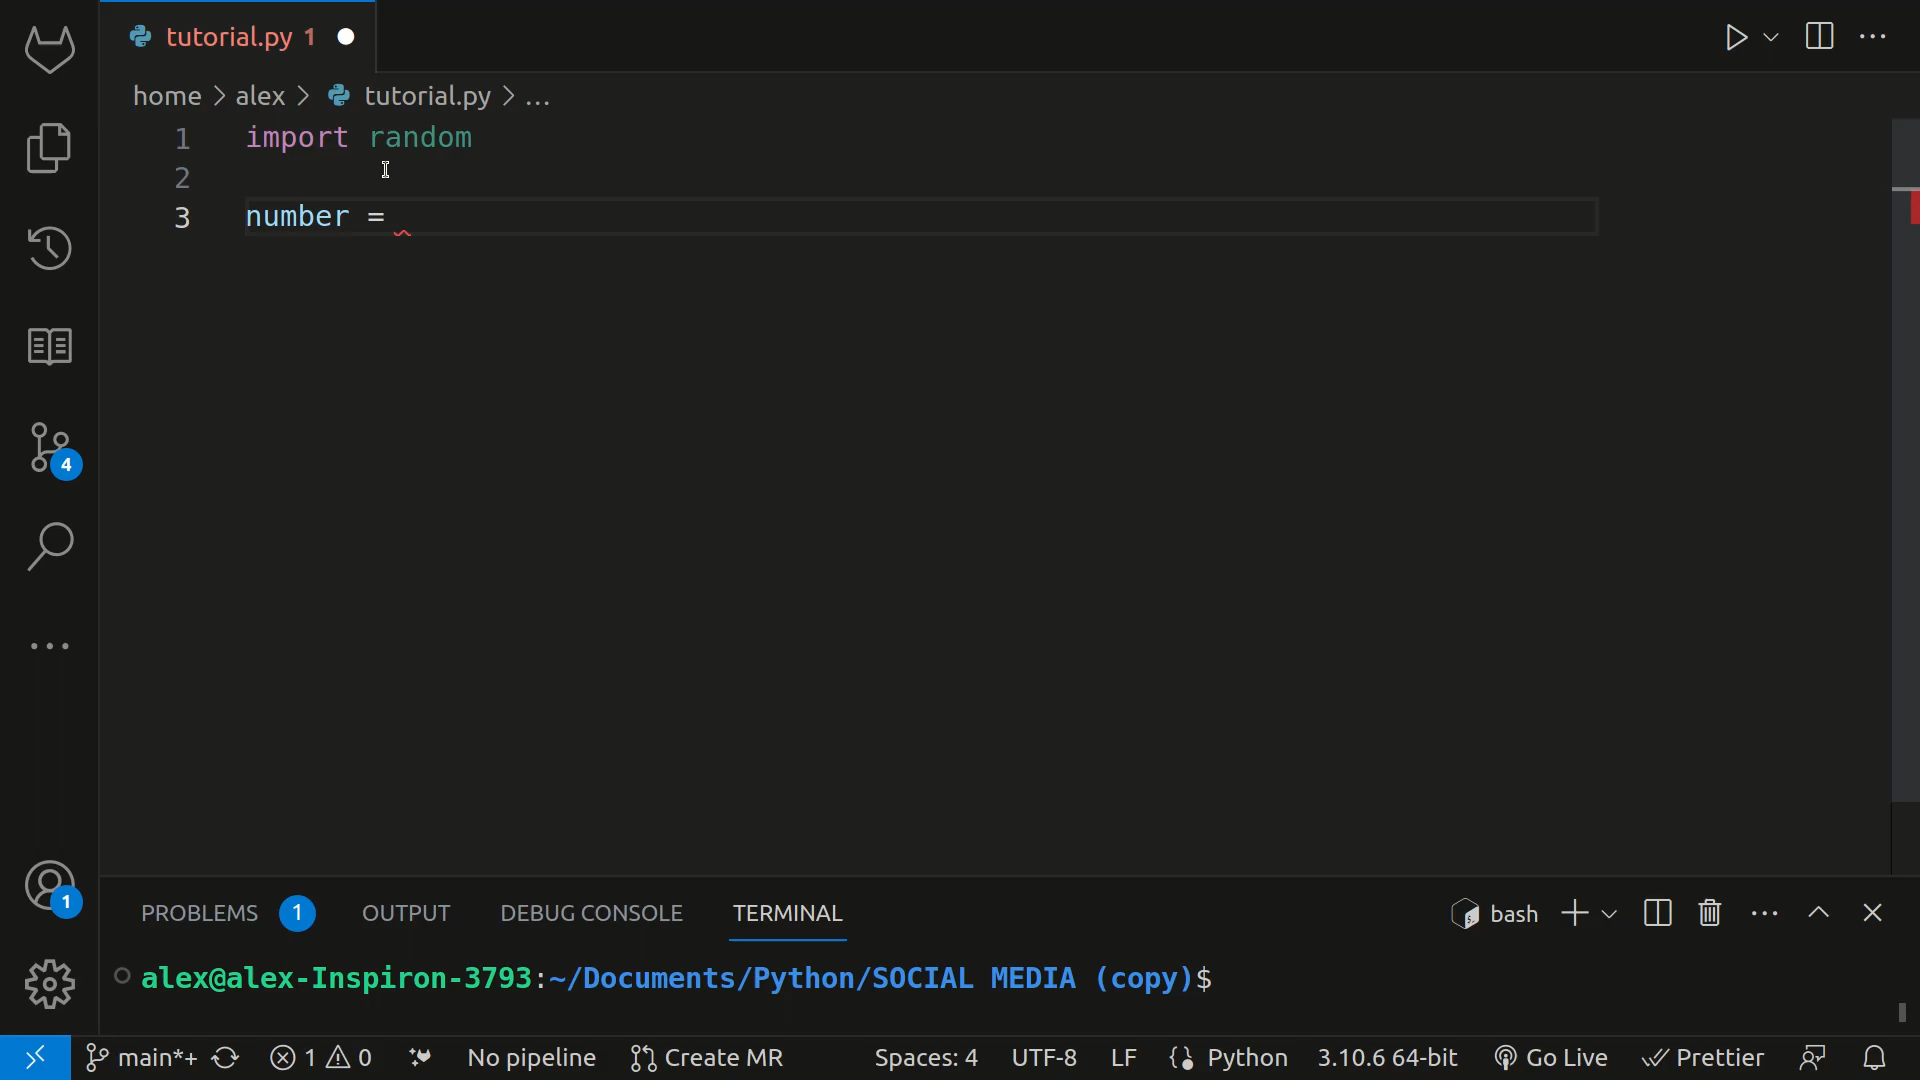 tutorial.py 1
home > alex > tutorial.py > ...
1 import random
2
3 number =
4
1
PROBLEMS 1 OUTPUT DEBUG CONSOLE TERMINAL bash
alex@alex-Inspiron-3793:~/Documents/Python/SOCIAL MEDIA (copy)$
main*+ 1 0 No pipeline Create MR Spaces: 4 UTF-8 LF {} Python 3.10.6 64-bit Go Live Prettier